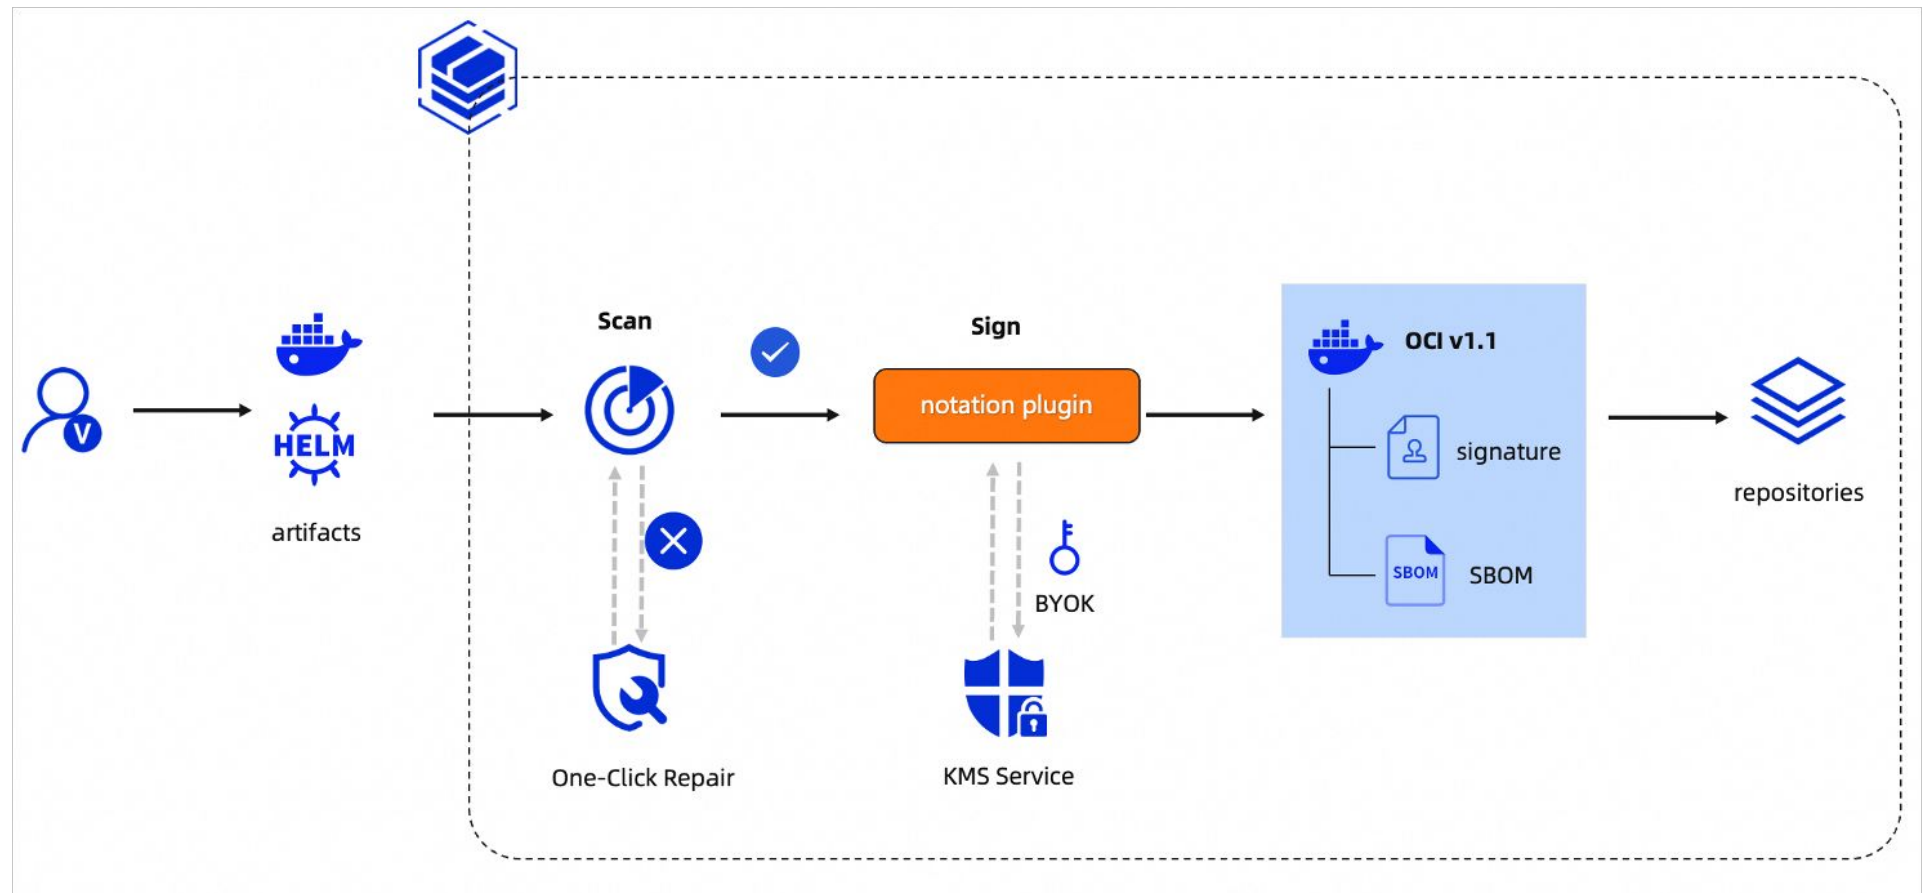 V
HELM
artifacts
Scan
One-Click Repair
Sign
notation plugin
BYOK
KMS Service
OCI v1.1
signature
SBOM
SBOM
repositories